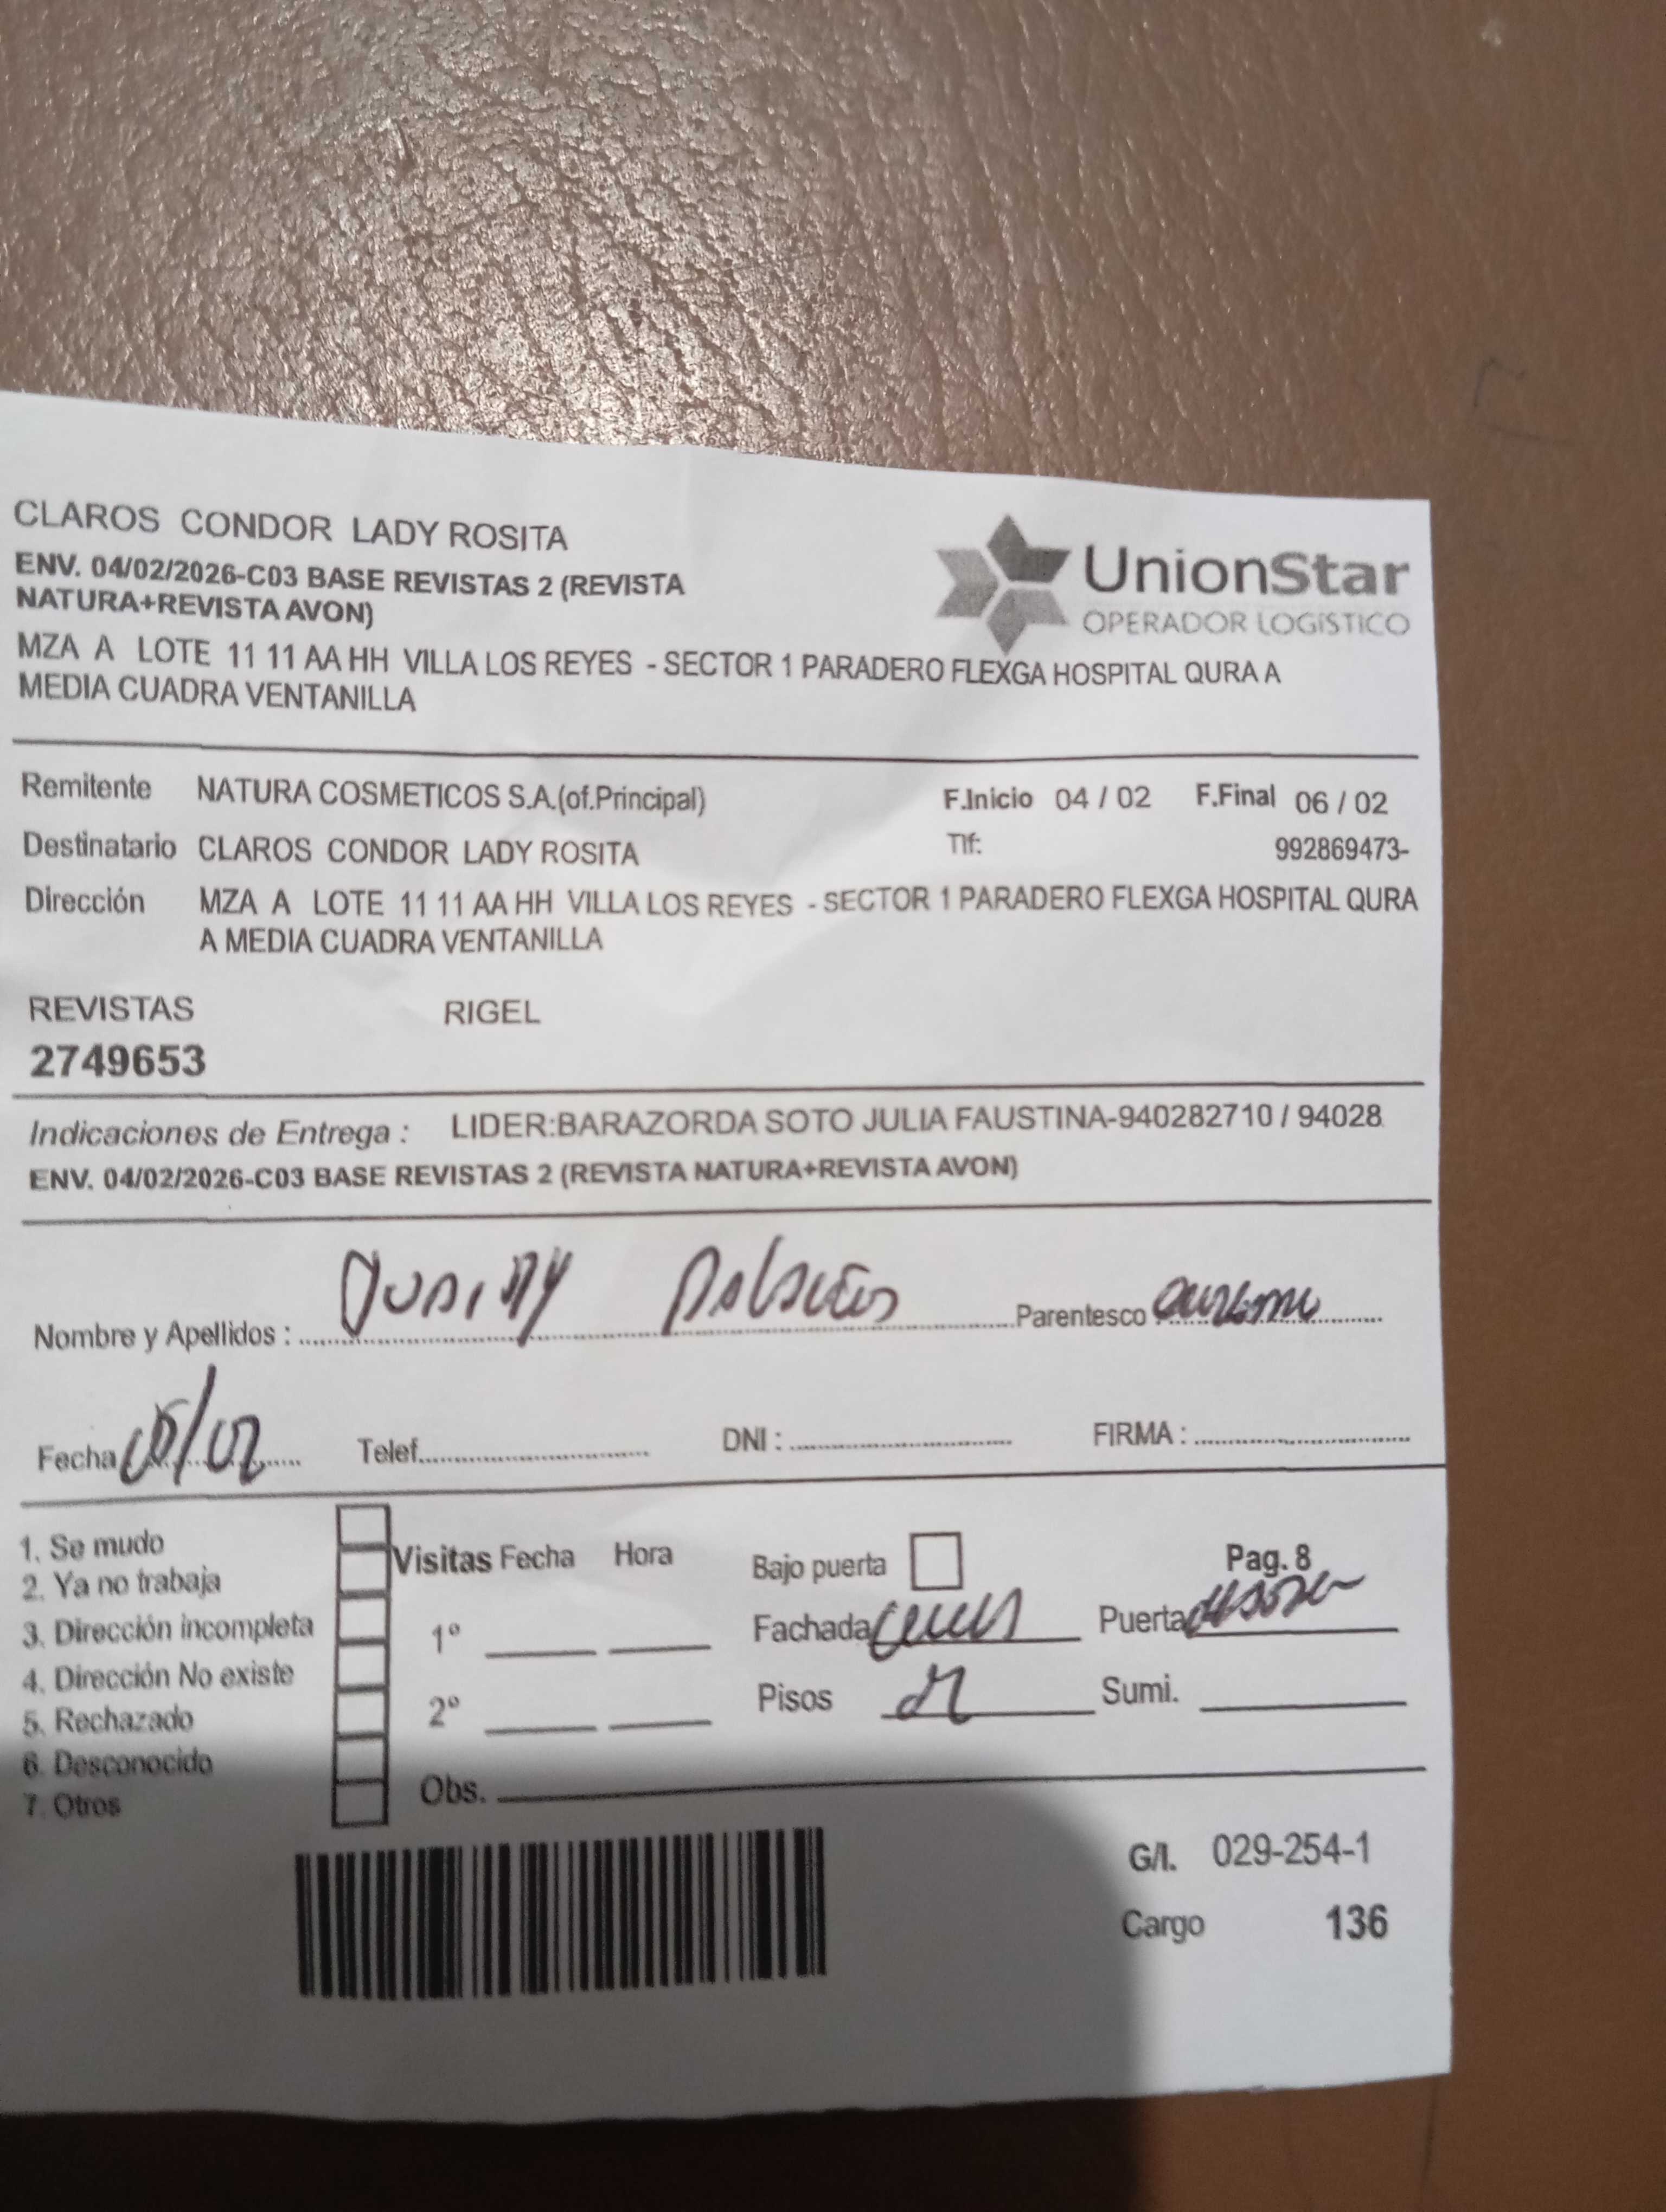 CLAROS CONDOR LADY ROSITA
ENV. 04/02/2026-C03 BASE REVISTAS 2 (REVISTA
NATURA+REVISTA AVON)
UnionStar
OPERADOR LOGÍSTICO
MZA A LOTE 11 11 AA HH VILLA LOS REYES - SECTOR 1 PARADERO FLEXGA HOSPITAL QURA A
MEDIA CUADRA VENTANILLA
Remitente NATURA COSMETICOS S.A.(of.Principal) F.Inicio 04 / 02 F.Final 06 / 02
Destinatario CLAROS CONDOR LADY ROSITA Tlf: 992869473-
Dirección MZA A LOTE 11 11 AA HH VILLA LOS REYES - SECTOR 1 PARADERO FLEXGA HOSPITAL QURA
A MEDIA CUADRA VENTANILLA
REVISTAS RIGEL
2749653
Indicaciones de Entrega : LIDER:BARAZORDA SOTO JULIA FAUSTINA-940282710 / 94028
ENV. 04/02/2026-C03 BASE REVISTAS 2 (REVISTA NATURA+REVISTA AVON)
Nombre y Apellidos : Parentesco
Fecha Telef. DNI : FIRMA :
1. Se mudo
2. Ya no trabaja
3. Dirección incompleta
4. Dirección No existe
5. Rechazado
6. Desconocido
7. Otros
Visitas Fecha Hora
1º
2º
Obs.
Bajo puerta Pag. 8
Fachada Puerta
Pisos Sumi.
G/I. 029-254-1
Cargo 136